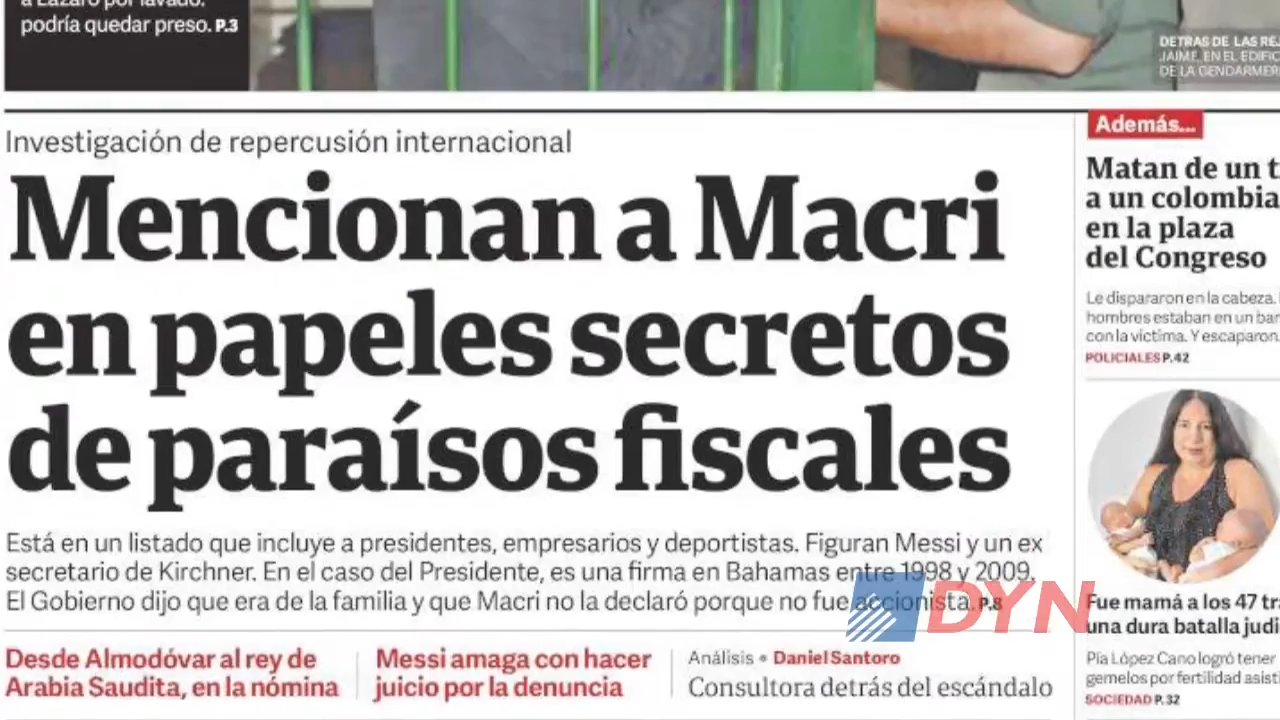 a Lázaro por lavado:
podría quedar preso. P.3
DETRAS DE LAS
JAIME, EN EL
DE LA
Investigación de repercusión internacional
Mencionan a Macri
en papeles secretos
de paraísos fiscales
Está en un listado que incluye a presidentes, empresarios y deportistas. Figuran Messi y un ex
secretario de Kirchner. En el caso del Presidente, es una firma en Bahamas entre 1998 y 2009.
El Gobierno dijo que era de la familia y que Macri no la declaró porque no fue accionista. P.8
DYN
Desde Almodóvar al rey de
Arabia Saudita, en la nómina
Messi amaga con hacer
juicio por la denuncia
Análisis • Daniel Santoro
Consultora detrás del escándalo
Además...
Matan de un
a un
en la plaza
del Congreso
Le dispararon en la cabeza.
hombres estaban en un
con la víctima. Y escaparon.
POLICIALES P.42
Fue mamá a los 47
una dura batalla
Pía López Cano logró tener
gemelos por fertilidad
SOCIEDAD P.32